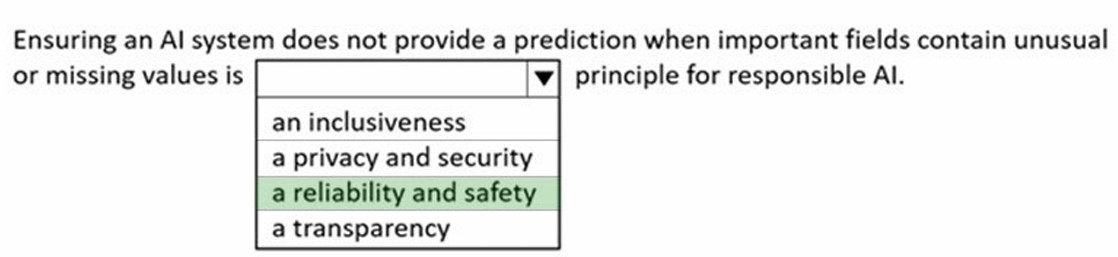 Ensuring an AI system does not provide a prediction when important fields contain unusual
or missing values is principle for responsible AI.
an inclusiveness
a privacy and security
a reliability and safety
a transparency